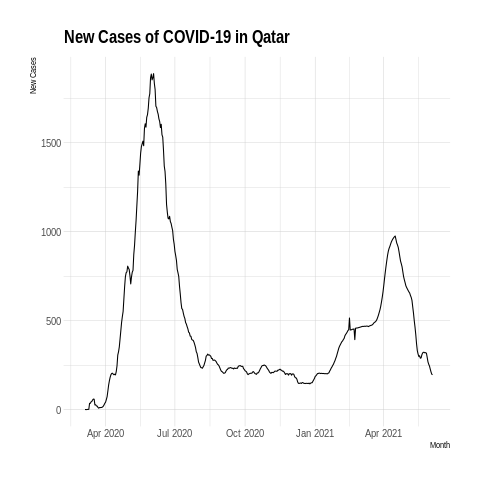 New Cases of COVID-19 in Qatar
New Cases
1500
1000
500
0
Apr 2020 Jul 2020 Oct 2020 Jan 2021 Apr 2021
Month